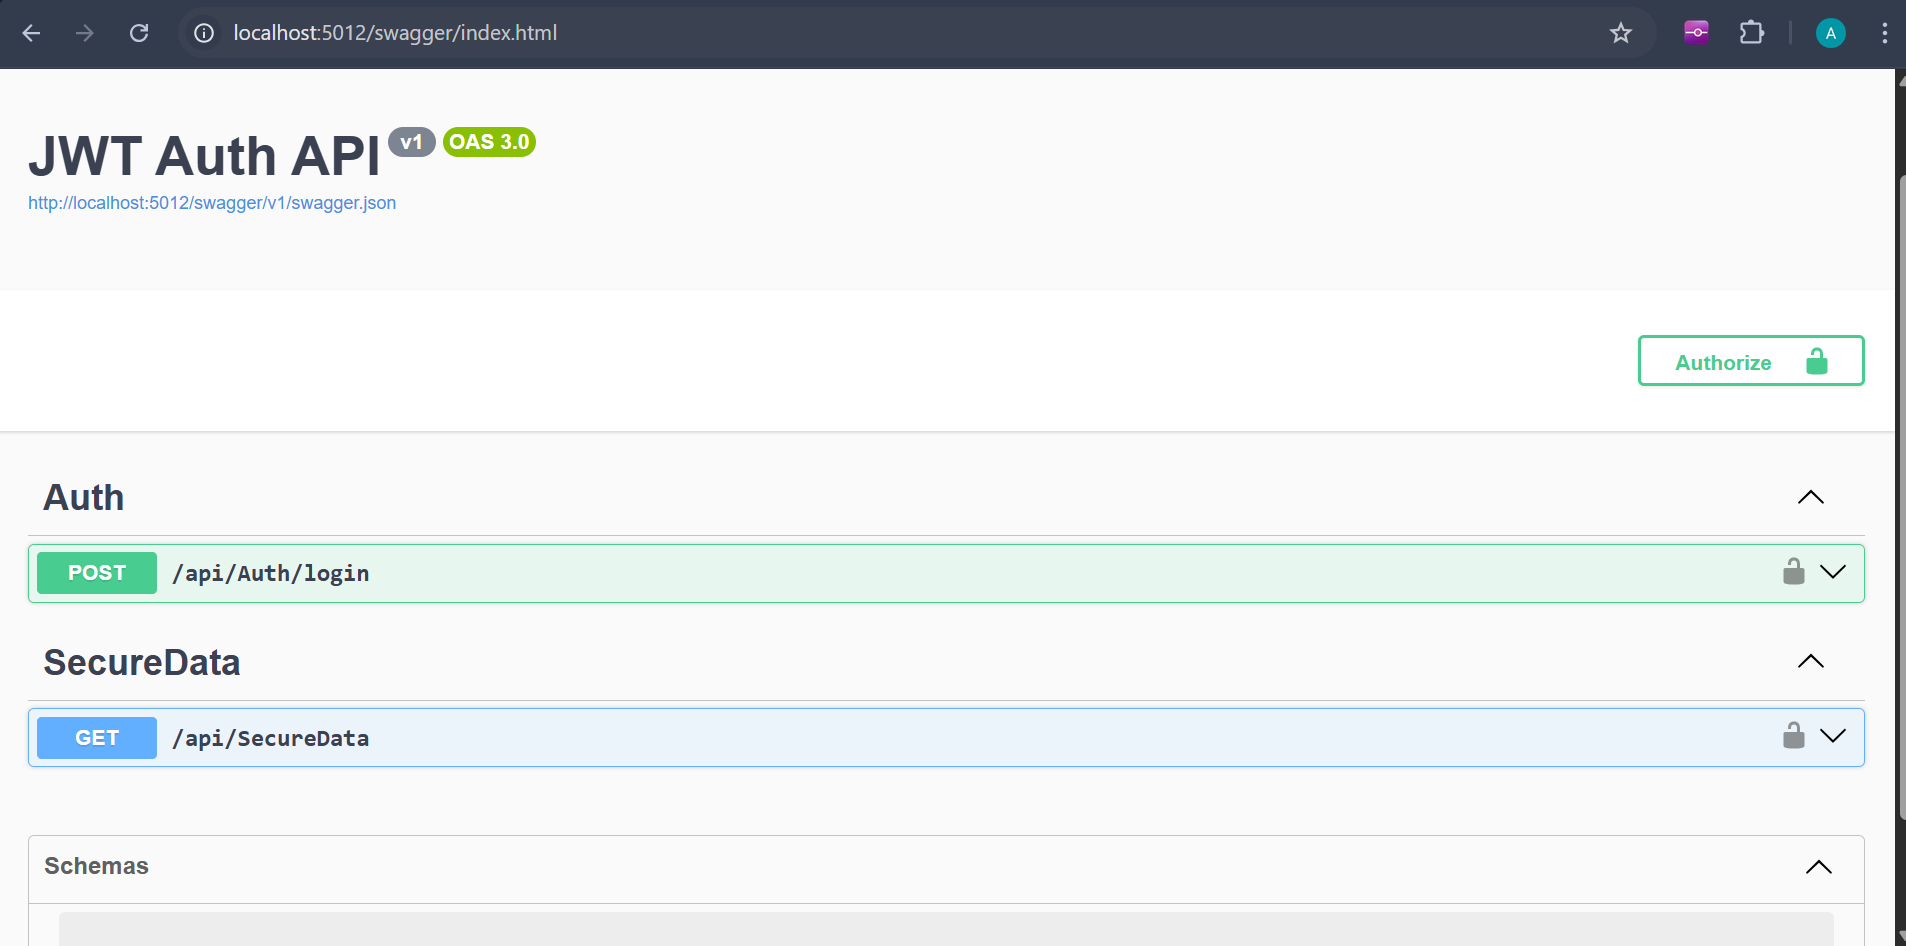 localhost:5012/swagger/index.html
A
JWT Auth API v1 OAS 3.0
http://localhost:5012/swagger/v1/swagger.json
Authorize
Auth
POST /api/Auth/login
SecureData
GET /api/SecureData
Schemas